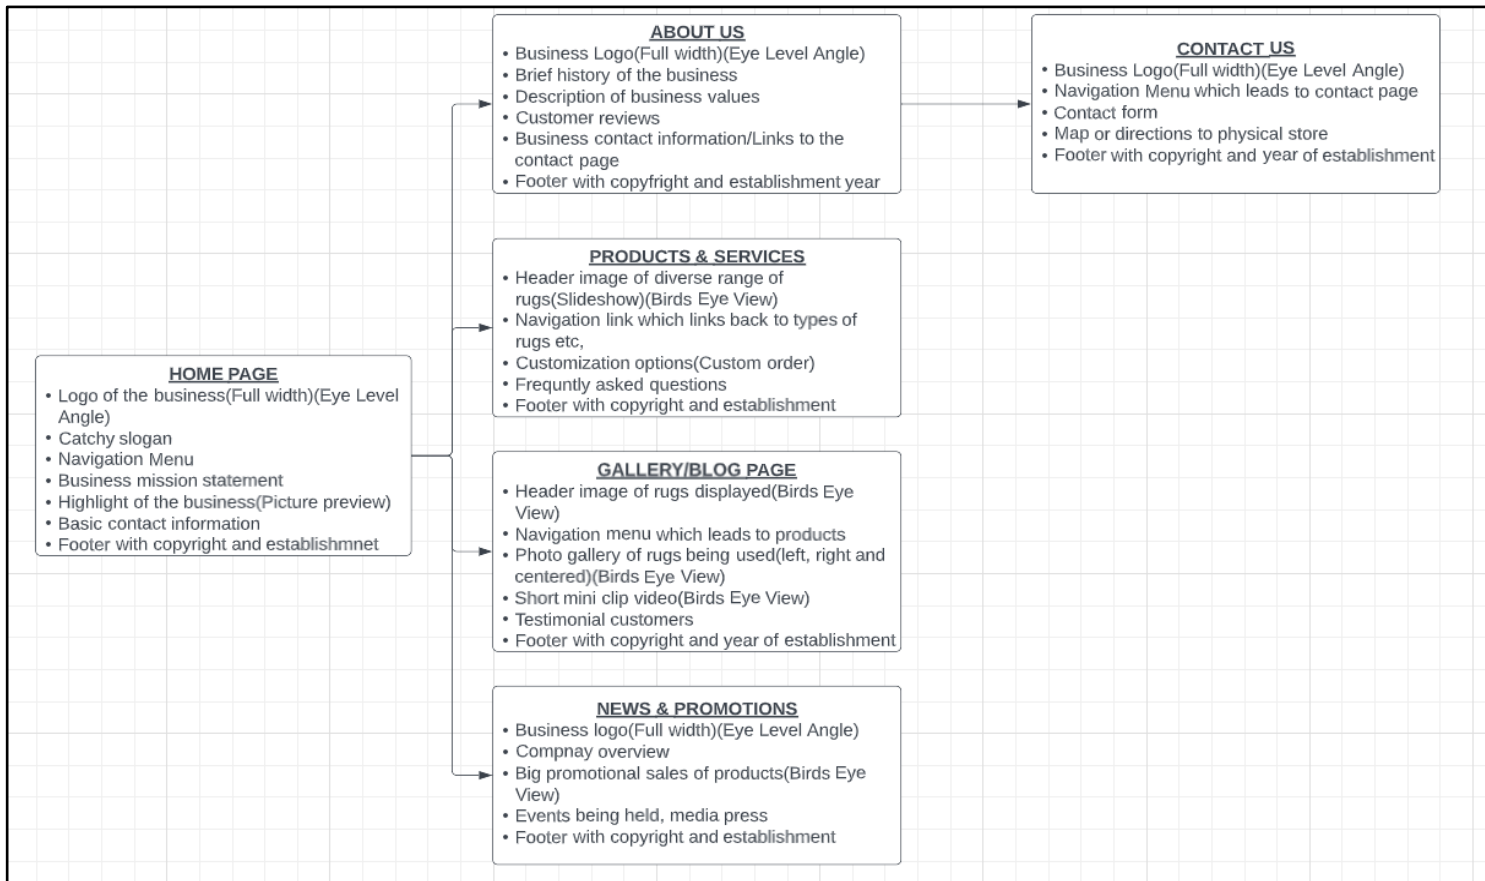 ABOUT US
• Business Logo(Full width)(Eye Level Angle)
• Brief history of the business
• Description of business values
• Customer reviews
• Business contact information/Links to the
contact page
• Footer with copyfright and establishment year
CONTACT US
• Business Logo(Full width)(Eye Level Angle)
• Navigation Menu which leads to contact page
• Contact form
• Map or directions to physical store
• Footer with copyright and year of establishment
PRODUCTS & SERVICES
• Header image of diverse range of
rugs(Slideshow)(Birds Eye View)
• Navigation link which links back to types of
rugs etc,
• Customization options(Custom order)
• Frequntly asked questions
• Footer with copyright and establishment
HOME PAGE
• Logo of the business(Full width)(Eye Level
Angle)
• Catchy slogan
• Navigation Menu
• Business mission statement
• Highlight of the business(Picture preview)
• Basic contact information
• Footer with copyright and establishmnet
GALLERY/BLOG PAGE
• Header image of rugs displayed(Birds Eye
View)
• Navigation menu which leads to products
• Photo gallery of rugs being used(left, right and
centered)(Birds Eye View)
• Short mini clip video(Birds Eye View)
• Testimonial customers
• Footer with copyright and year of establishment
NEWS & PROMOTIONS
• Business logo(Full width)(Eye Level Angle)
• Compnay overview
• Big promotional sales of products(Birds Eye
View)
• Events being held, media press
• Footer with copyright and establishment